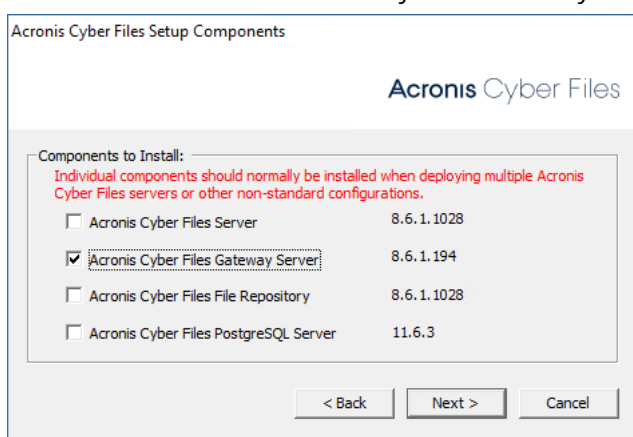 Acronis Cyber Files Setup Components
Acronis Cyber Files
Components to Install:
Individual components should normally be installed when deploying multiple Acronis
Cyber Files servers or other non-standard configurations.
Acronis Cyber Files Server 8.6.1.1028
Acronis Cyber Files Gateway Server 8.6.1.194
Acronis Cyber Files File Repository 8.6.1.1028
Acronis Cyber Files PostgreSQL Server 11.6.3
< Back Next > Cancel